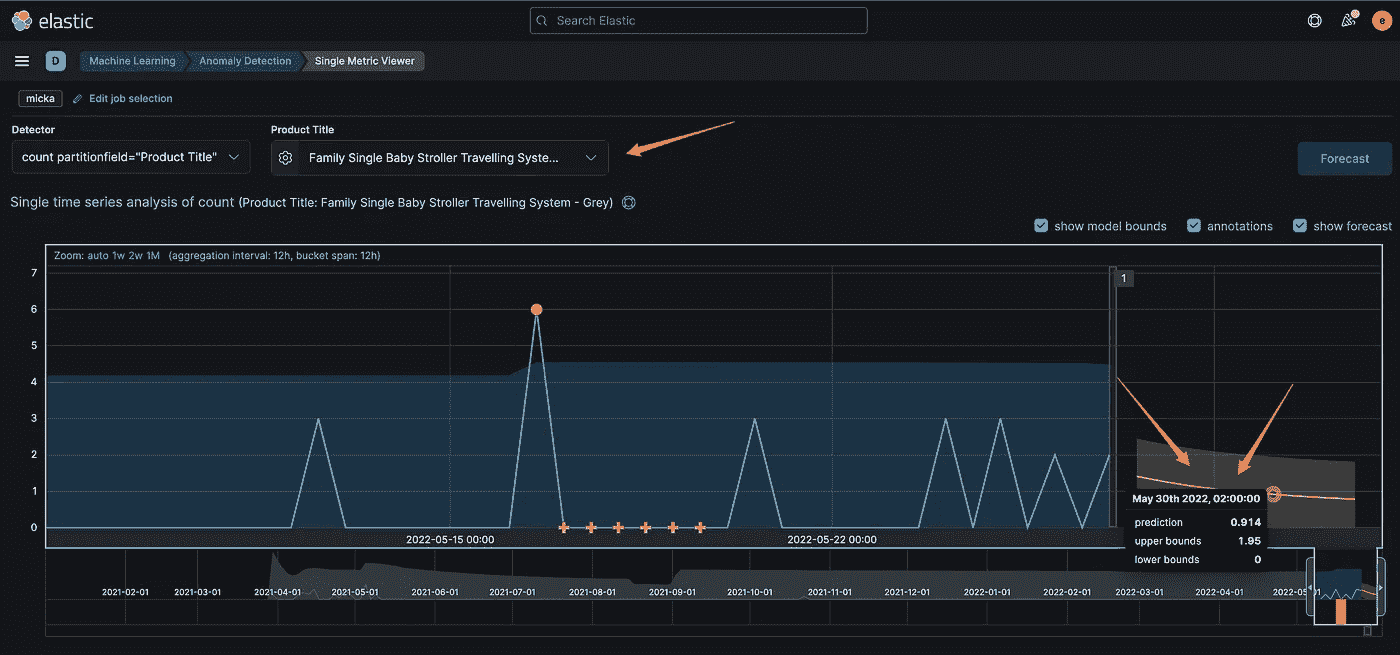 elastic
Search Elastic
e
D
Machine Learning
Anomaly Detection
Single Metric Viewer
micka
Edit job selection
Detector
Product Title
count partitionfield="Product Title"
Family Single Baby Stroller Travelling Syste...
Forecast
Single time series analysis of count (Product Title: Family Single Baby Stroller Travelling System - Grey)
show model bounds
annotations
show forecast
Zoom: auto 1w 2w 1M (aggregation interval: 12h, bucket span: 12h)
7
1
6
5
4
3
2
1
0
May 30th 2022, 02:00:00
prediction 0.914
upper bounds 1.95
lower bounds 0
2022-05-15 00:00
2022-05-22 00:00
2021-02-01
2021-03-01
2021-04-01
2021-05-01
2021-06-01
2021-07-01
2021-08-01
2021-09-01
2021-10-01
2021-11-01
2021-12-01
2022-01-01
2022-02-01
2022-03-01
2022-04-01